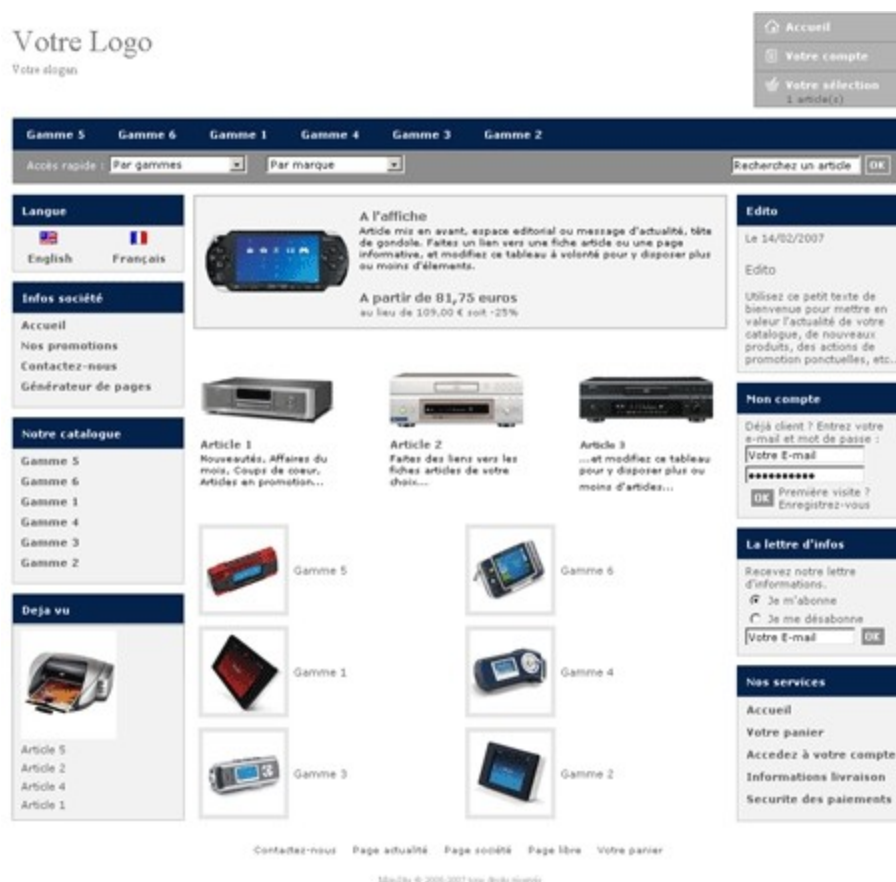 Votre Logo
Votre slogan
Accueil
Votre compte
Votre sélection
1 article(s)
Gamme 5 Gamme 6 Gamme 1 Gamme 4 Gamme 3 Gamme 2
Accès rapide : Par gammes Par marque Recherchez un article OK
Langue
English Français
Infos société
Accueil
Nos promotions
Contactez-nous
Générateur de pages
Notre catalogue
Gamme 5
Gamme 6
Gamme 1
Gamme 4
Gamme 3
Gamme 2
Deja vu
Article 5
Article 2
Article 4
Article 1
A l'affiche
Article mis en avant, espace editorial ou message d'actualité, tête
de gondole. Faites un lien vers une fiche article ou une page
informative, et modifiez ce tableau à volonté pour y disposer plus
ou moins d'élements.
A partir de 81,75 euros
au lieu de 109,00 € soit -25%
Article 1
Nouveautés, Affaires du
mois, Coups de coeur,
Articles en promotion...
Article 2
Faites des liens vers les
fiches articles de votre
choix...
Article 3
...et modifiez ce tableau
pour y disposer plus ou
moins d'articles...
Gamme 5 Gamme 6
Gamme 1 Gamme 4
Gamme 3 Gamme 2
Edito
Le 14/02/2007
Edito
Utilisez ce petit texte de
bienvenue pour mettre en
valeur l'actualité de votre
catalogue, de nouveaux
produits, des actions de
promotion ponctuelles, etc..
Mon compte
Déjà client ? Entrez votre
e-mail et mot de passe :
Votre E-mail
••••••••••
OK Première visite ?
Enregistrez-vous
La lettre d'infos
Recevez notre lettre
d'informations.
Je m'abonne
Je me désabonne
Votre E-mail OK
Nos services
Accueil
Votre panier
Accedez à votre compte
Informations livraison
Securite des paiements
Contactez-nous Page actualité Page société Page libre Votre panier
© 2000-2007 tous droits réservés